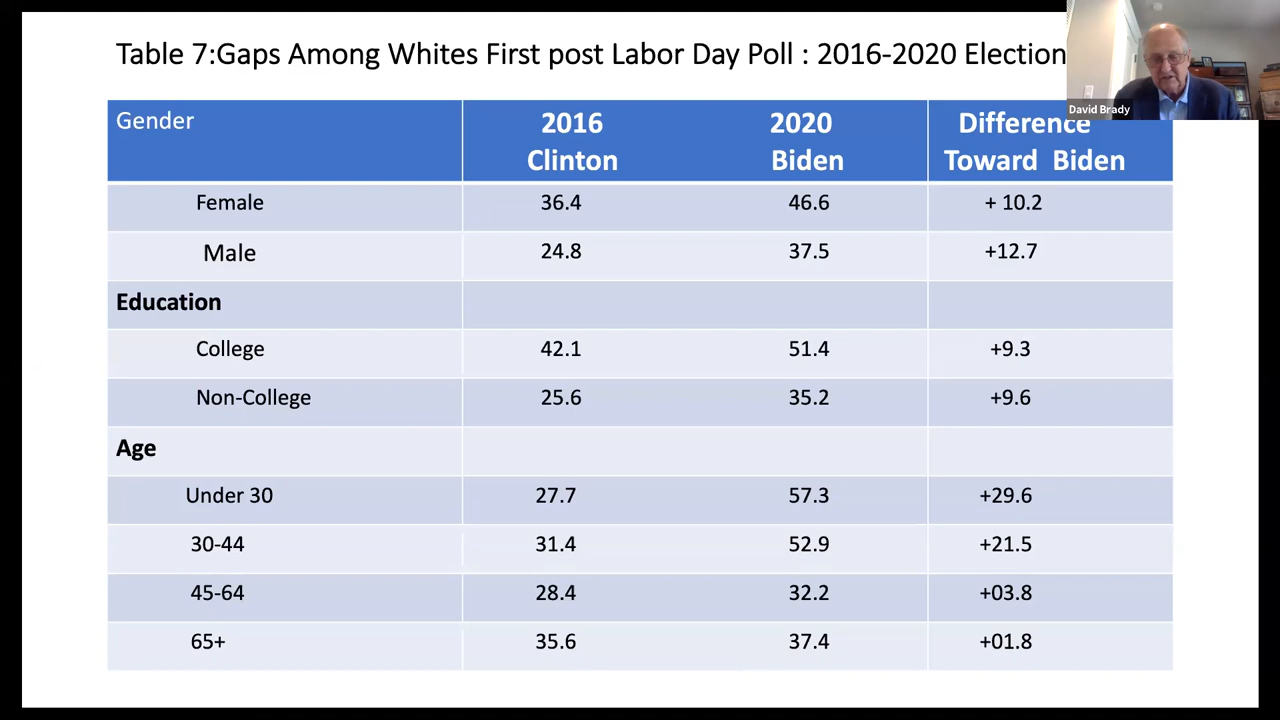 Table 7:Gaps Among Whites First post Labor Day Poll : 2016-2020 Election
David Brady
Gender 2016 Clinton 2020 Biden Difference Toward Biden
Female 36.4 46.6 + 10.2
Male 24.8 37.5 +12.7
Education
College 42.1 51.4 +9.3
Non-College 25.6 35.2 +9.6
Age
Under 30 27.7 57.3 +29.6
30-44 31.4 52.9 +21.5
45-64 28.4 32.2 +03.8
65+ 35.6 37.4 +01.8